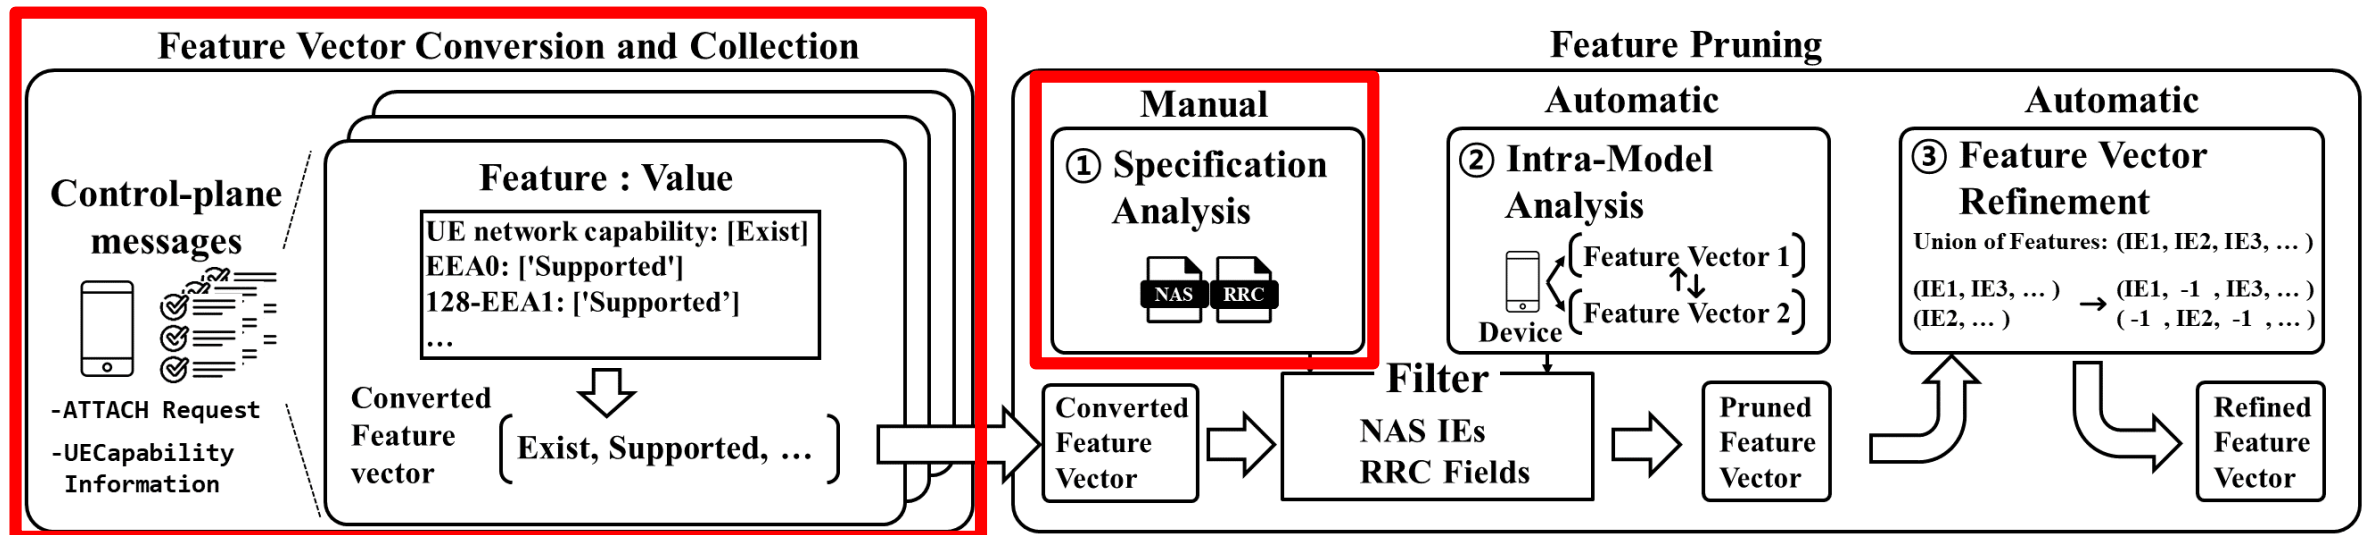 Feature Vector Conversion and Collection
Control-plane
messages
-ATTACH Request
-UECapability
Information
Feature : Value
UE network capability: [Exist]
EEA0: ['Supported']
128-EEA1: ['Supported’]
...
Converted
Feature
vector
Exist, Supported, ...
Feature Pruning
Manual
① Specification
Analysis
NAS
RRC
Automatic
② Intra-Model
Analysis
Feature Vector 1
Feature Vector 2
Device
Automatic
③ Feature Vector
Refinement
Union of Features: (IE1, IE2, IE3, ... )
(IE1, IE3, ... ) → (IE1, -1 , IE3, ... )
(IE2, ... ) ( -1 , IE2, -1 , ... )
Converted
Feature
Vector
Filter
NAS IEs
RRC Fields
Pruned
Feature
Vector
Refined
Feature
Vector